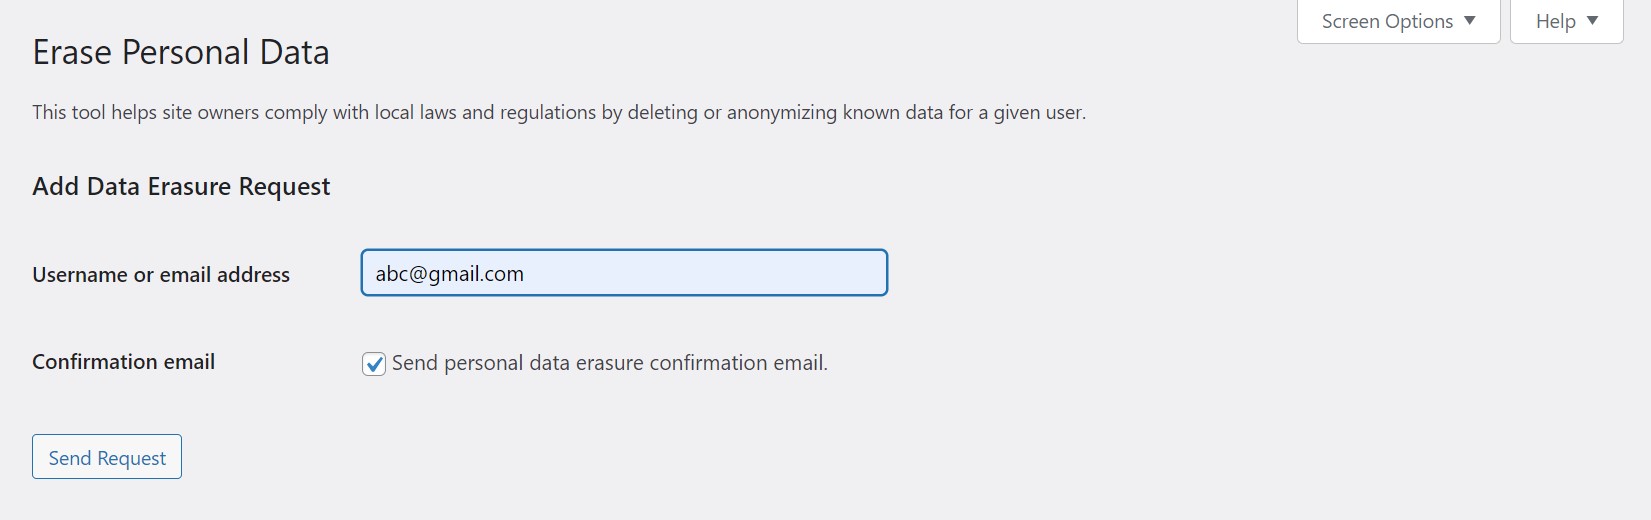 Screen Options
Help
Erase Personal Data
This tool helps site owners comply with local laws and regulations by deleting or anonymizing known data for a given user.
Add Data Erasure Request
Username or email address
abc@gmail.com
Confirmation email
Send personal data erasure confirmation email.
Send Request